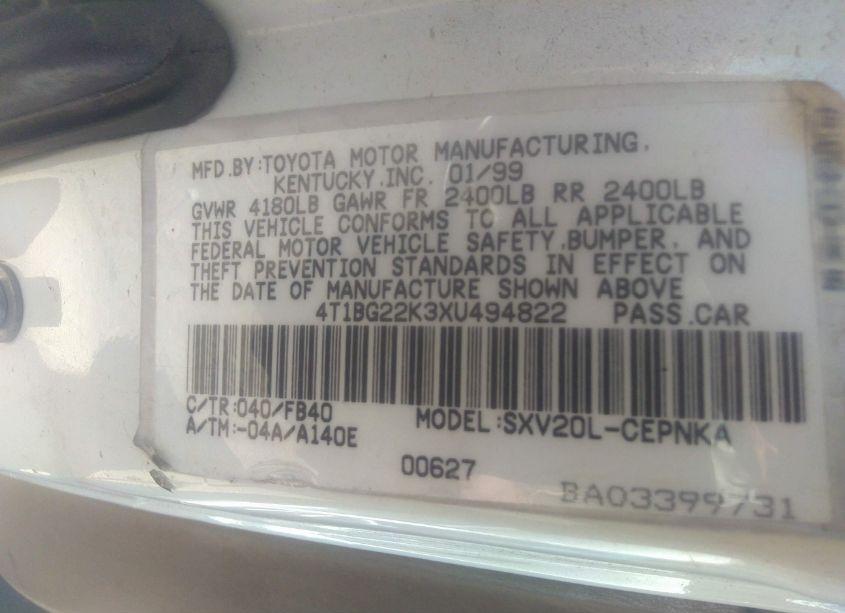 MFD.BY:TOYOTA MOTOR MANUFACTURING,
KENTUCKY,INC. 01/99
GVWR 4180LB GAWR FR 2400LB RR 2400LB
THIS VEHICLE CONFORMS TO ALL APPLICABLE
FEDERAL MOTOR VEHICLE SAFETY,BUMPER, AND
THEFT PREVENTION STANDARDS IN EFFECT ON
THE DATE OF MANUFACTURE SHOWN ABOVE
4T1BG22K3XU494822 PASS.CAR
C/TR:040/FB40 MODEL:SXV20L-CEPNKA
A/TM:-04A/A140E
00627
BA03399731